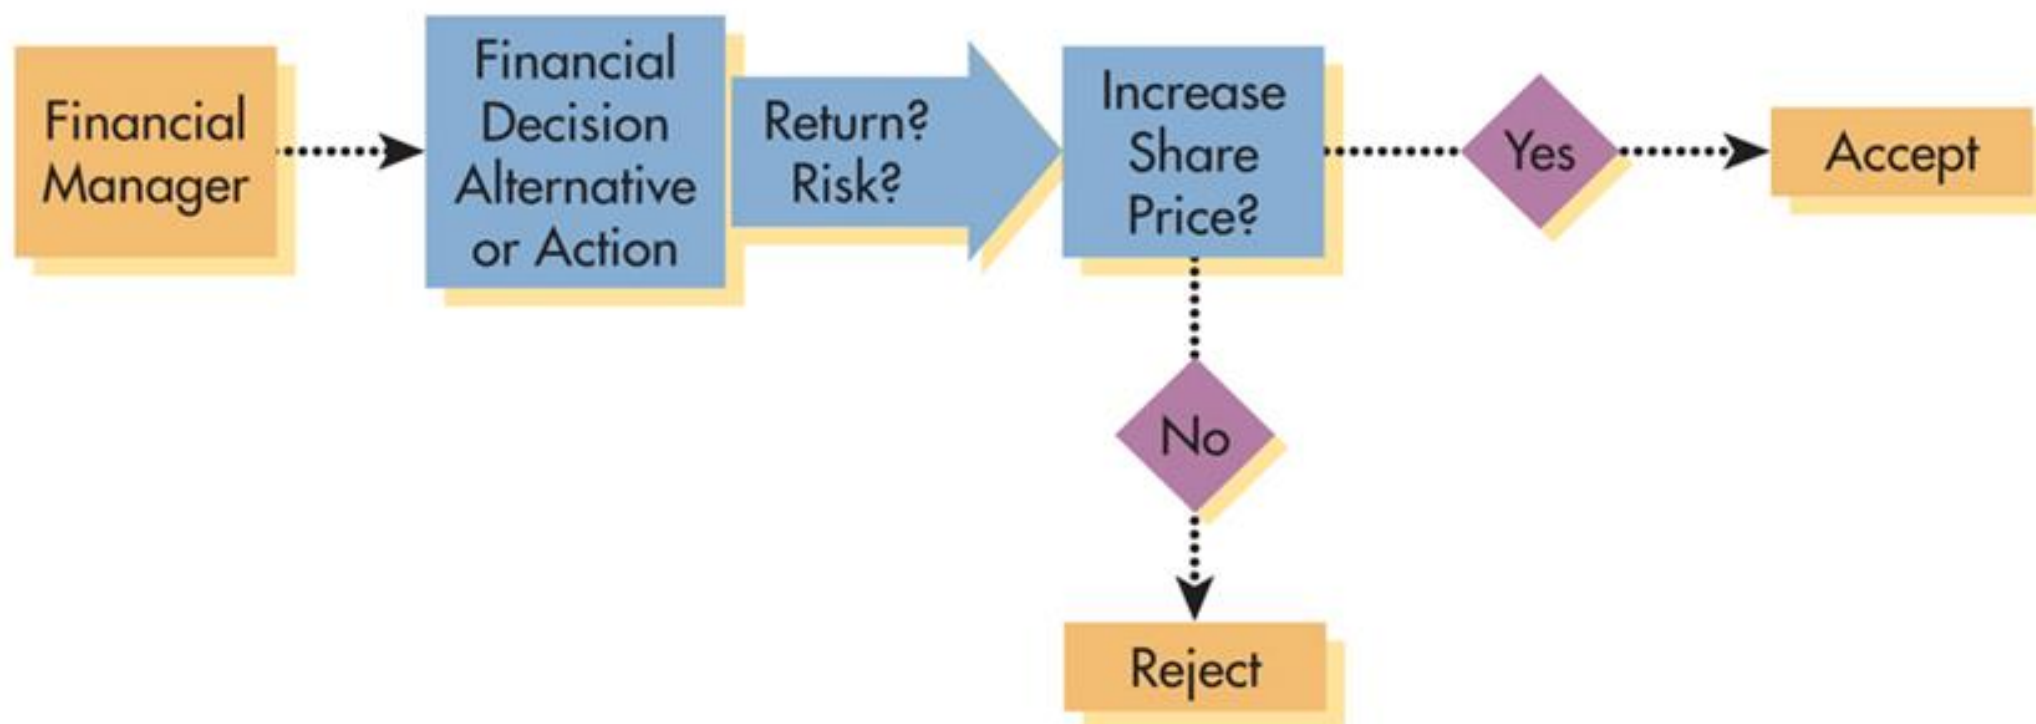 Financial
Manager
Financial
Decision
Alternative
or Action
Return?
Risk?
Increase
Share
Price?
Yes
Accept
No
Reject